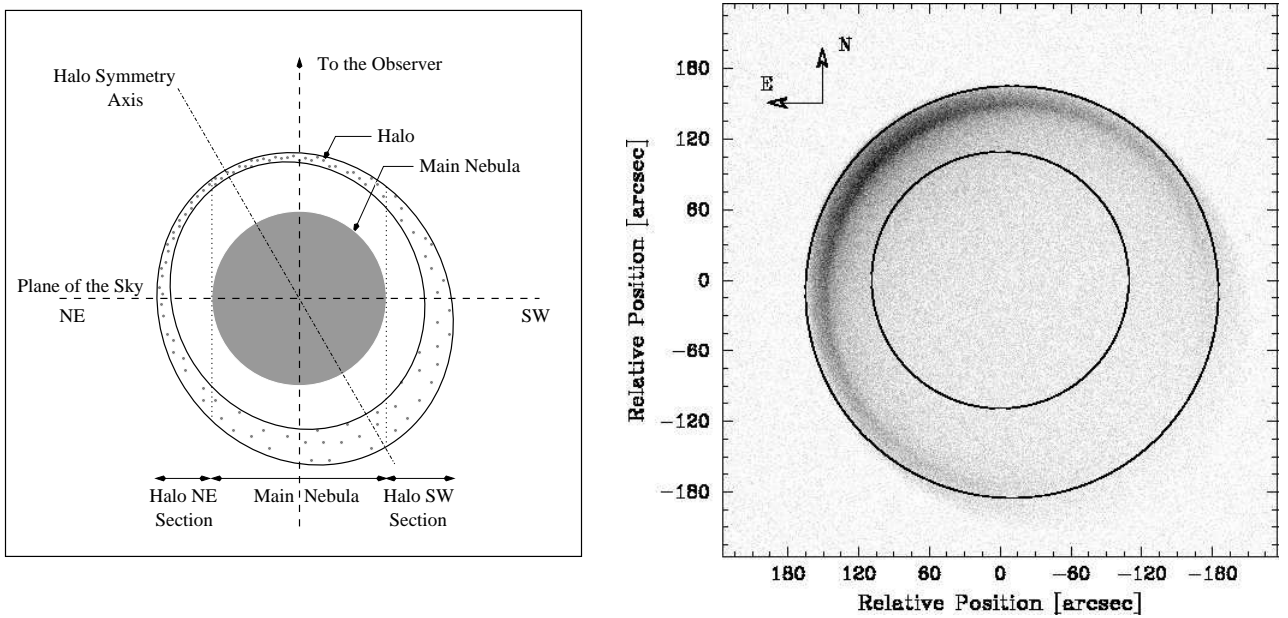 To the Observer
Halo Symmetry
Axis
Halo
Main Nebula
Plane of the Sky
NE
SW
Halo NE
Section
Main Nebula
Halo SW
Section
N
E
180
120
60
0
−60
−120
−180
Relative Position [arcsec]
180
120
60
0
−60
−120
−180
Relative Position [arcsec]